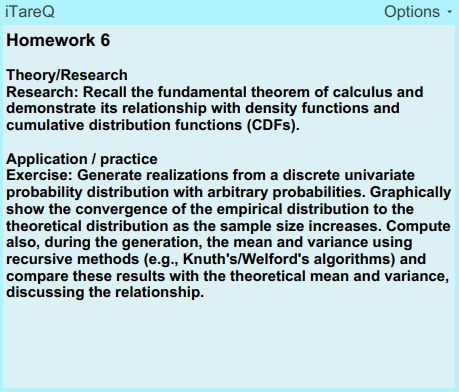 iTareQ
Options
Homework 6
Theory/Research
Research: Recall the fundamental theorem of calculus and
demonstrate its relationship with density functions and
cumulative distribution functions (CDFs).
Application / practice
Exercise: Generate realizations from a discrete univariate
probability distribution with arbitrary probabilities. Graphically
show the convergence of the empirical distribution to the
theoretical distribution as the sample size increases. Compute
also, during the generation, the mean and variance using
recursive methods (e.g., Knuth's/Welford's algorithms) and
compare these results with the theoretical mean and variance,
discussing the relationship.